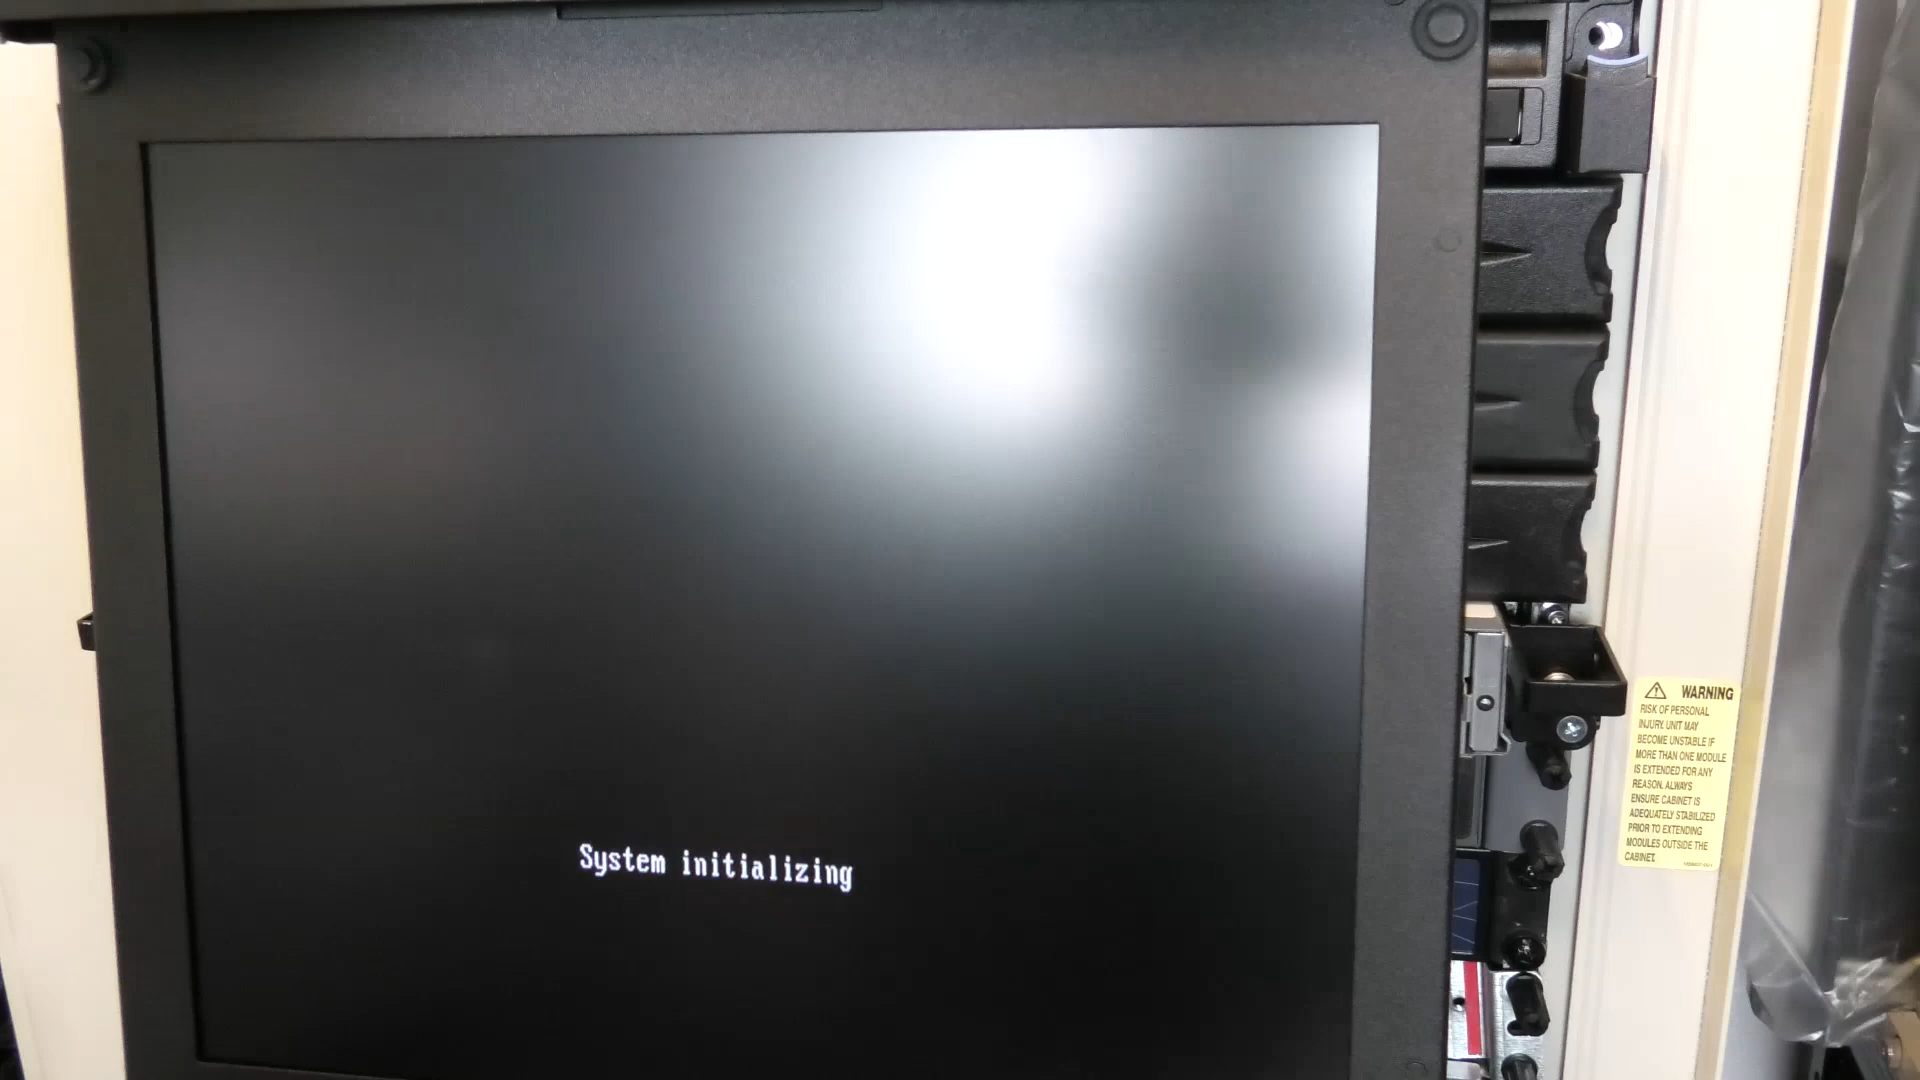 System initializing
WARNING
RISK OF PERSONAL
INJURY. UNIT MAY
BECOME UNSTABLE IF
MORE THAN ONE MODULE
IS EXTENDED FOR ANY
REASON. ALWAYS
ENSURE CABINET IS
ADEQUATELY STABILIZED
PRIOR TO EXTENDING
MODULES OUTSIDE THE
CABINET.